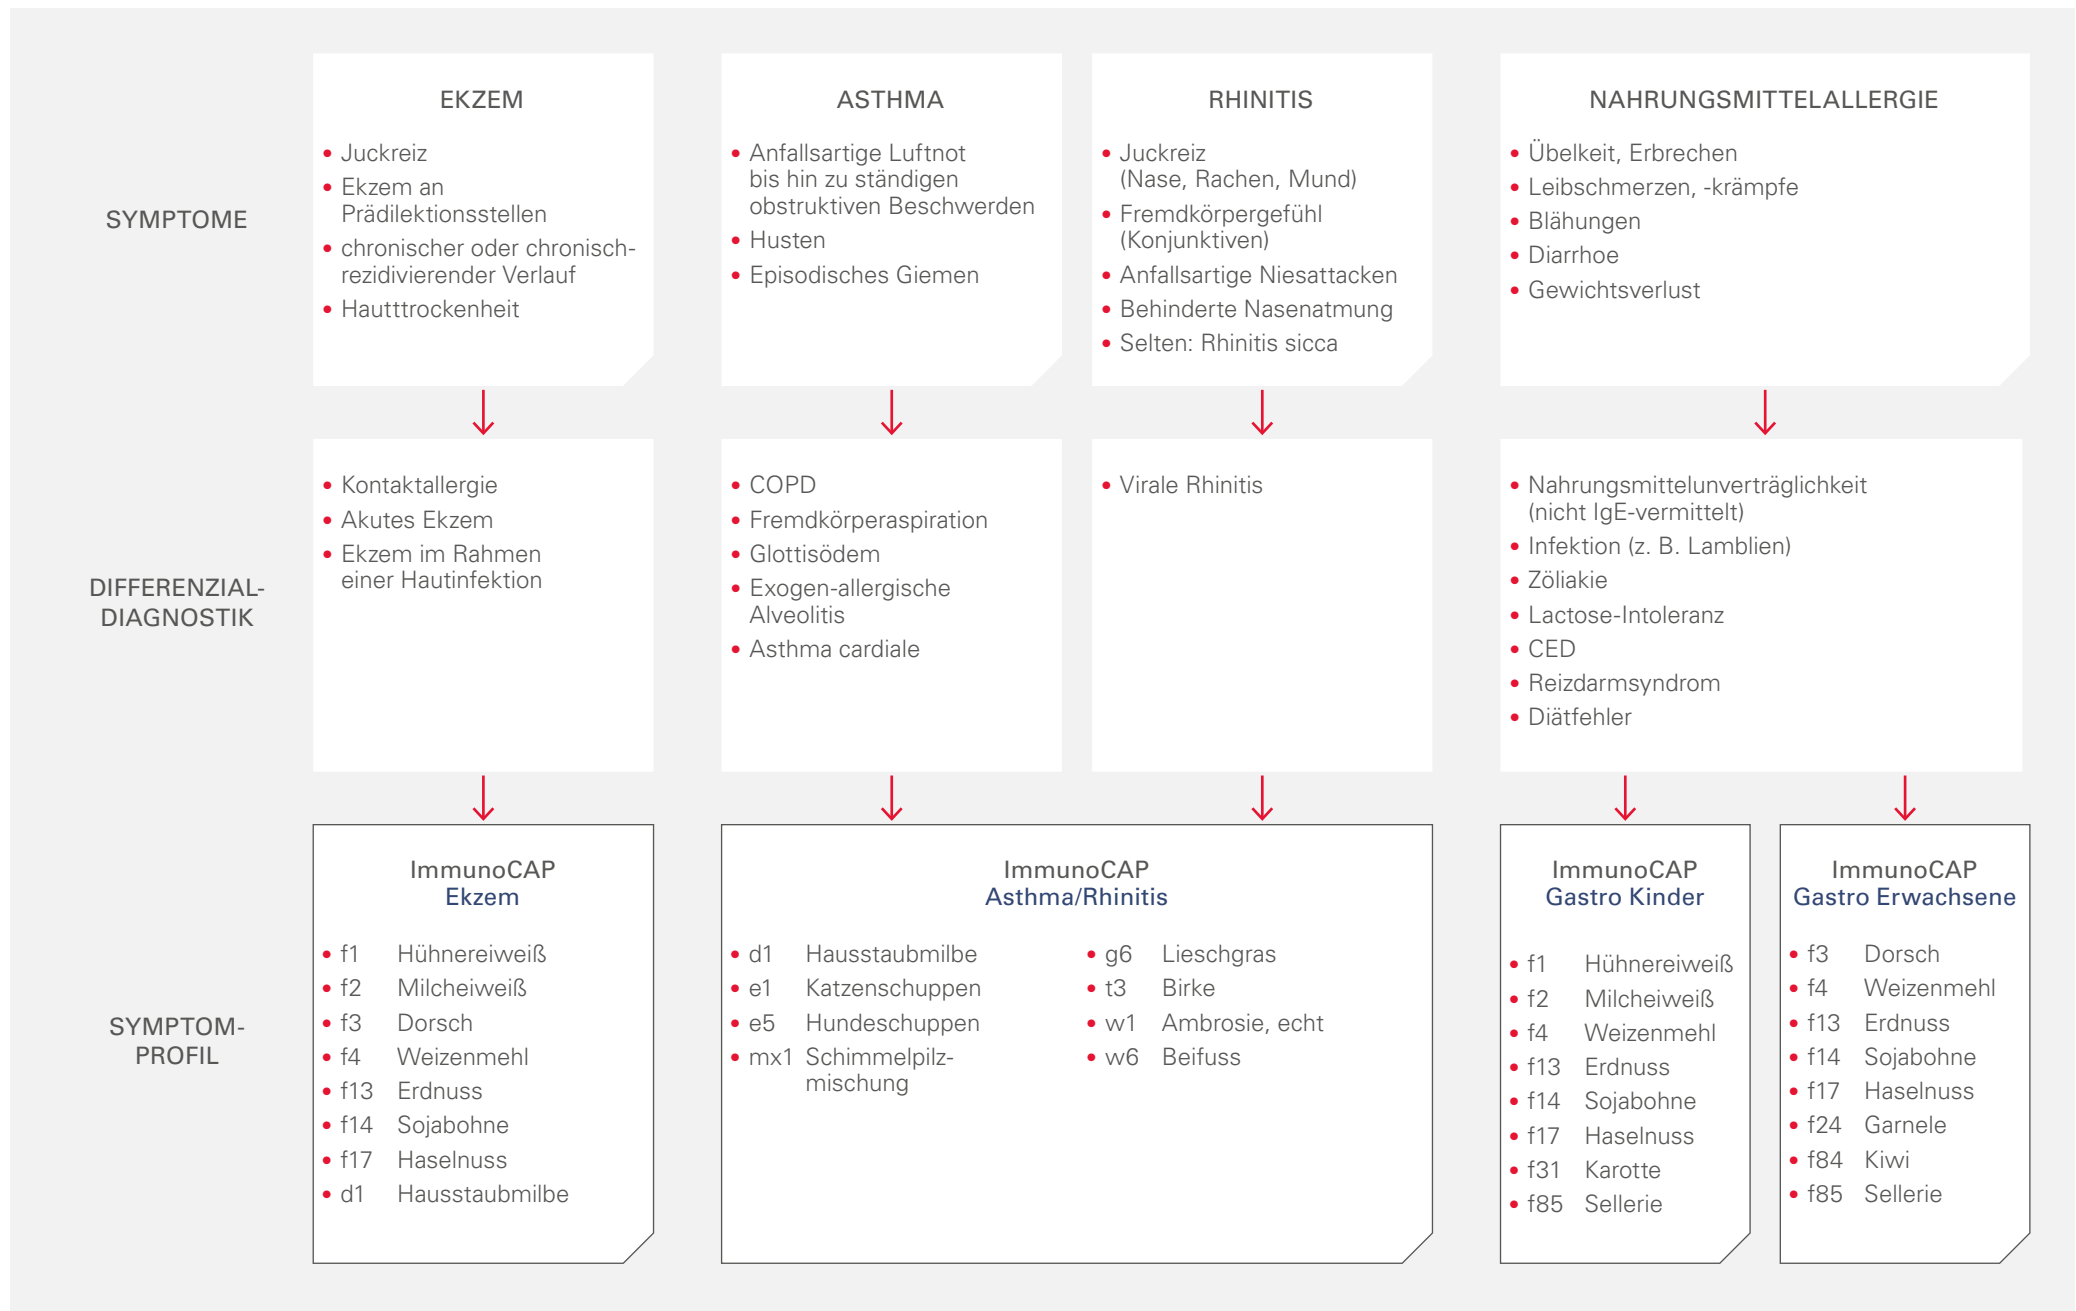 SYMPTOME
EKZEM
• Juckreiz
• Ekzem an
Prädilektionsstellen
• chronischer oder chronisch-
rezidivierender Verlauf
• Hautttrockenheit
ASTHMA
• Anfallsartige Luftnot
bis hin zu ständigen
obstruktiven Beschwerden
• Husten
• Episodisches Giemen
RHINITIS
• Juckreiz
(Nase, Rachen, Mund)
• Fremdkörpergefühl
(Konjunktiven)
• Anfallsartige Niesattacken
• Behinderte Nasenatmung
• Selten: Rhinitis sicca
NAHRUNGSMITTELALLERGIE
• Übelkeit, Erbrechen
• Leibschmerzen, -krämpfe
• Blähungen
• Diarrhoe
• Gewichtsverlust
DIFFERENZIAL-
DIAGNOSTIK
• Kontaktallergie
• Akutes Ekzem
• Ekzem im Rahmen
einer Hautinfektion
• COPD
• Fremdkörperaspiration
• Glottisödem
• Exogen-allergische
Alveolitis
• Asthma cardiale
• Virale Rhinitis
• Nahrungsmittelunverträglichkeit
(nicht IgE-vermittelt)
• Infektion (z. B. Lamblien)
• Zöliakie
• Lactose-Intoleranz
• CED
• Reizdarmsyndrom
• Diätfehler
SYMPTOM-
PROFIL
ImmunoCAP
Ekzem
• f1 Hühnereiweiß
• f2 Milcheiweiß
• f3 Dorsch
• f4 Weizenmehl
• f13 Erdnuss
• f14 Sojabohne
• f17 Haselnuss
• d1 Hausstaubmilbe
ImmunoCAP
Asthma/Rhinitis
• d1 Hausstaubmilbe
• e1 Katzenschuppen
• e5 Hundeschuppen
• mx1 Schimmelpilz-
mischung
• g6 Lieschgras
• t3 Birke
• w1 Ambrosie, echt
• w6 Beifuss
ImmunoCAP
Gastro Kinder
• f1 Hühnereiweiß
• f2 Milcheiweiß
• f4 Weizenmehl
• f13 Erdnuss
• f14 Sojabohne
• f17 Haselnuss
• f31 Karotte
• f85 Sellerie
ImmunoCAP
Gastro Erwachsene
• f3 Dorsch
• f4 Weizenmehl
• f13 Erdnuss
• f14 Sojabohne
• f17 Haselnuss
• f24 Garnele
• f84 Kiwi
• f85 Sellerie